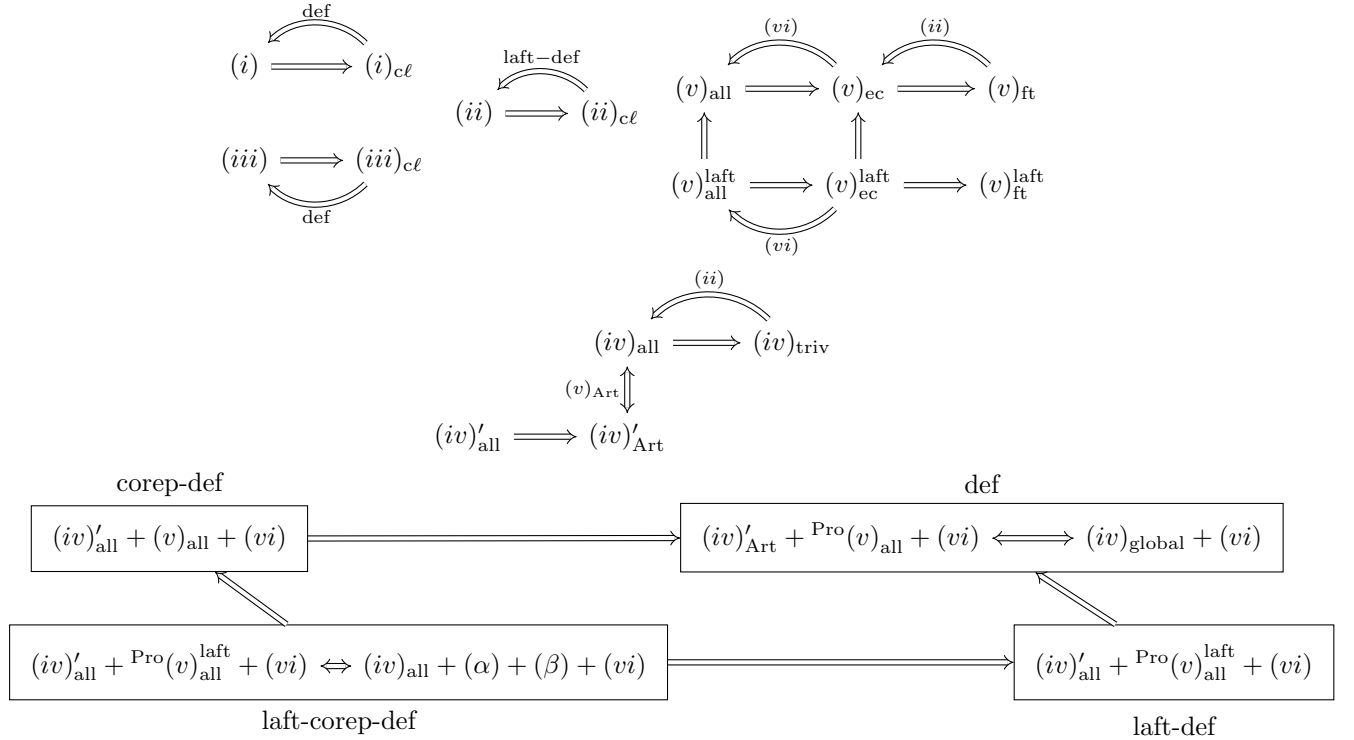 def
(i) ⟹ (i)_{cℓ}
(iii) ⟹ (iii)_{cℓ}
def
laft−def
(ii) ⟹ (ii)_{cℓ}
(vi) (ii)
(v)_{all} ⟹ (v)_{ec} ⟹ (v)_{ft}
(v)^{laft}_{all} ⟹ (v)^{laft}_{ec} ⟹ (v)^{laft}_{ft}
(vi)
(ii)
(iv)_{all} ⟹ (iv)_{triv}
(v)_{Art}
(iv)′_{all} ⟹ (iv)′_{Art}
corep-def
(iv)′_{all} + (v)_{all} + (vi)
def
(iv)′_{Art} + ^{Pro}(v)_{all} + (vi) ⟺ (iv)_{global} + (vi)
(iv)′_{all} + ^{Pro}(v)^{laft}_{all} + (vi) ⇔ (iv)_{all} + (α) + (β) + (vi)
laft-corep-def
(iv)′_{all} + ^{Pro}(v)^{laft}_{all} + (vi)
laft-def